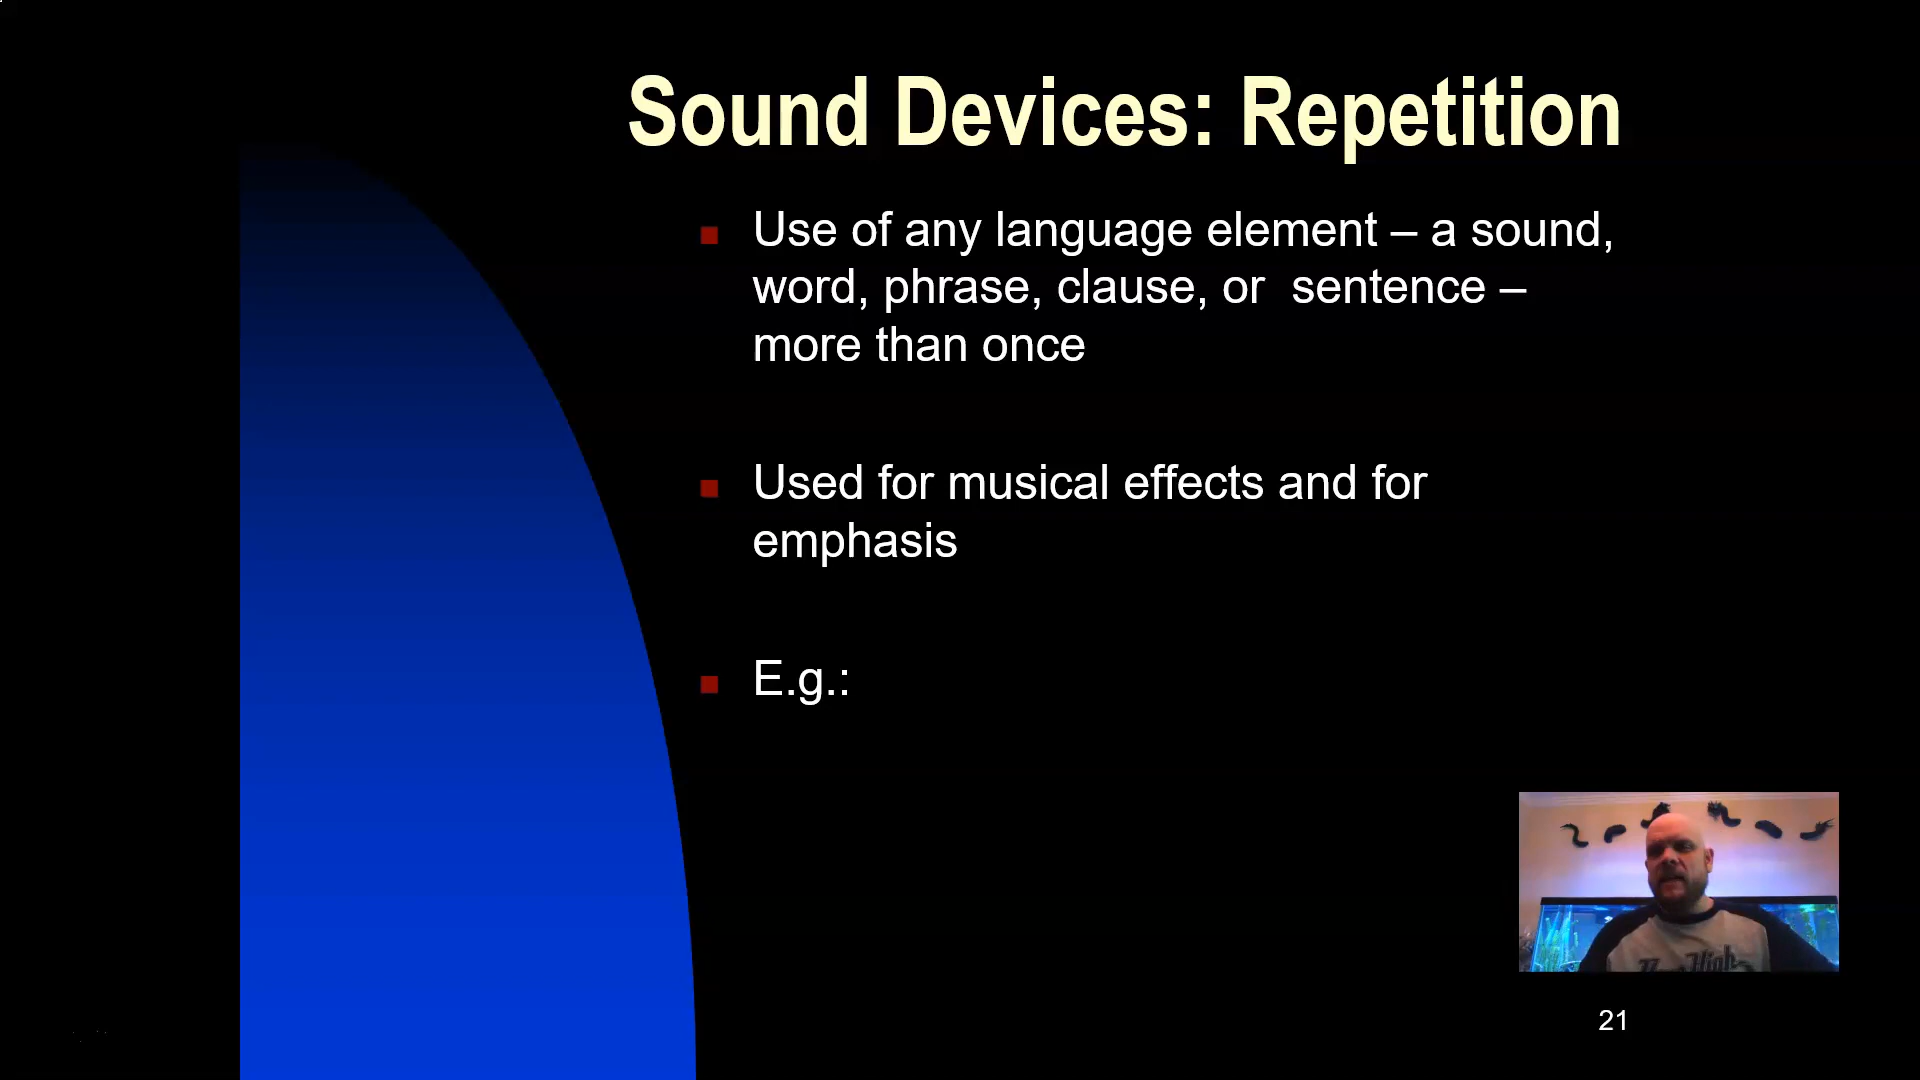 Sound Devices: Repetition
Use of any language element – a sound,
word, phrase, clause, or  sentence –
more than once
Used for musical effects and for
emphasis
E.g.:
High
21